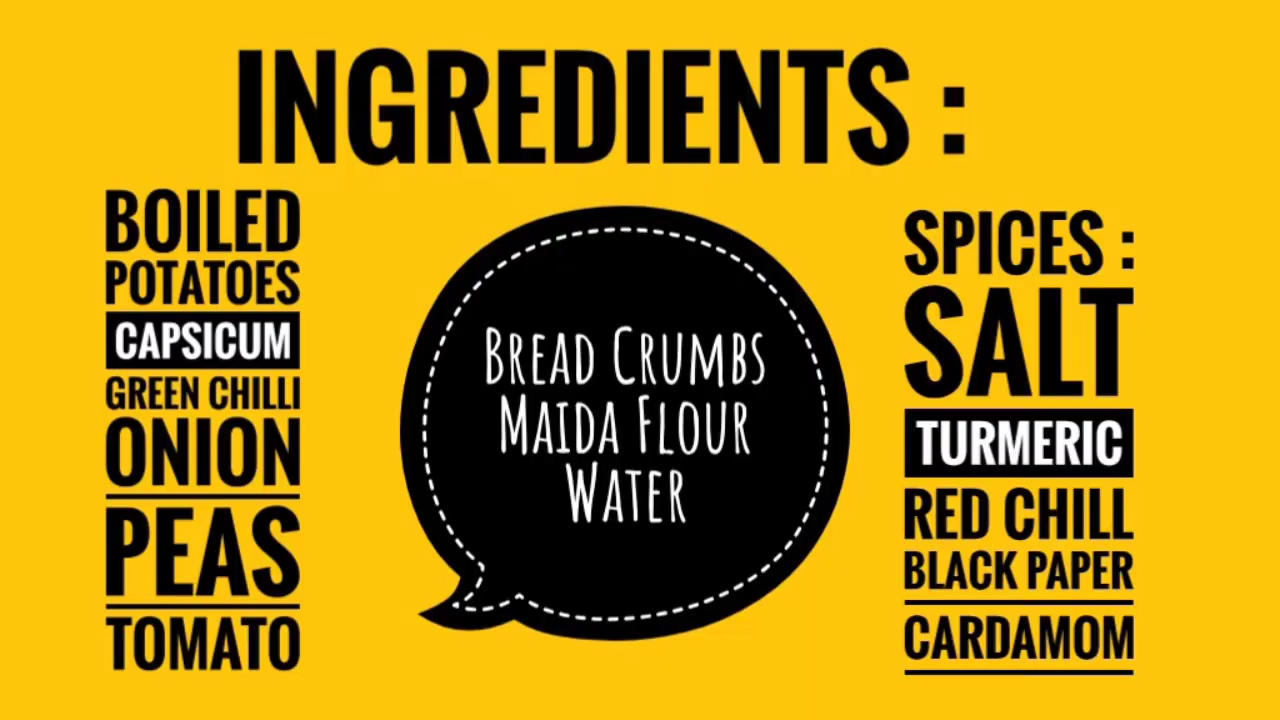 INGREDIENTS :
BOILED
POTATOES
CAPSICUM
GREEN CHILLI
ONION
PEAS
TOMATO
BREAD CRUMBS
MAIDA FLOUR
WATER
SPICES :
SALT
TURMERIC
RED CHILL
BLACK PAPER
CARDAMOM